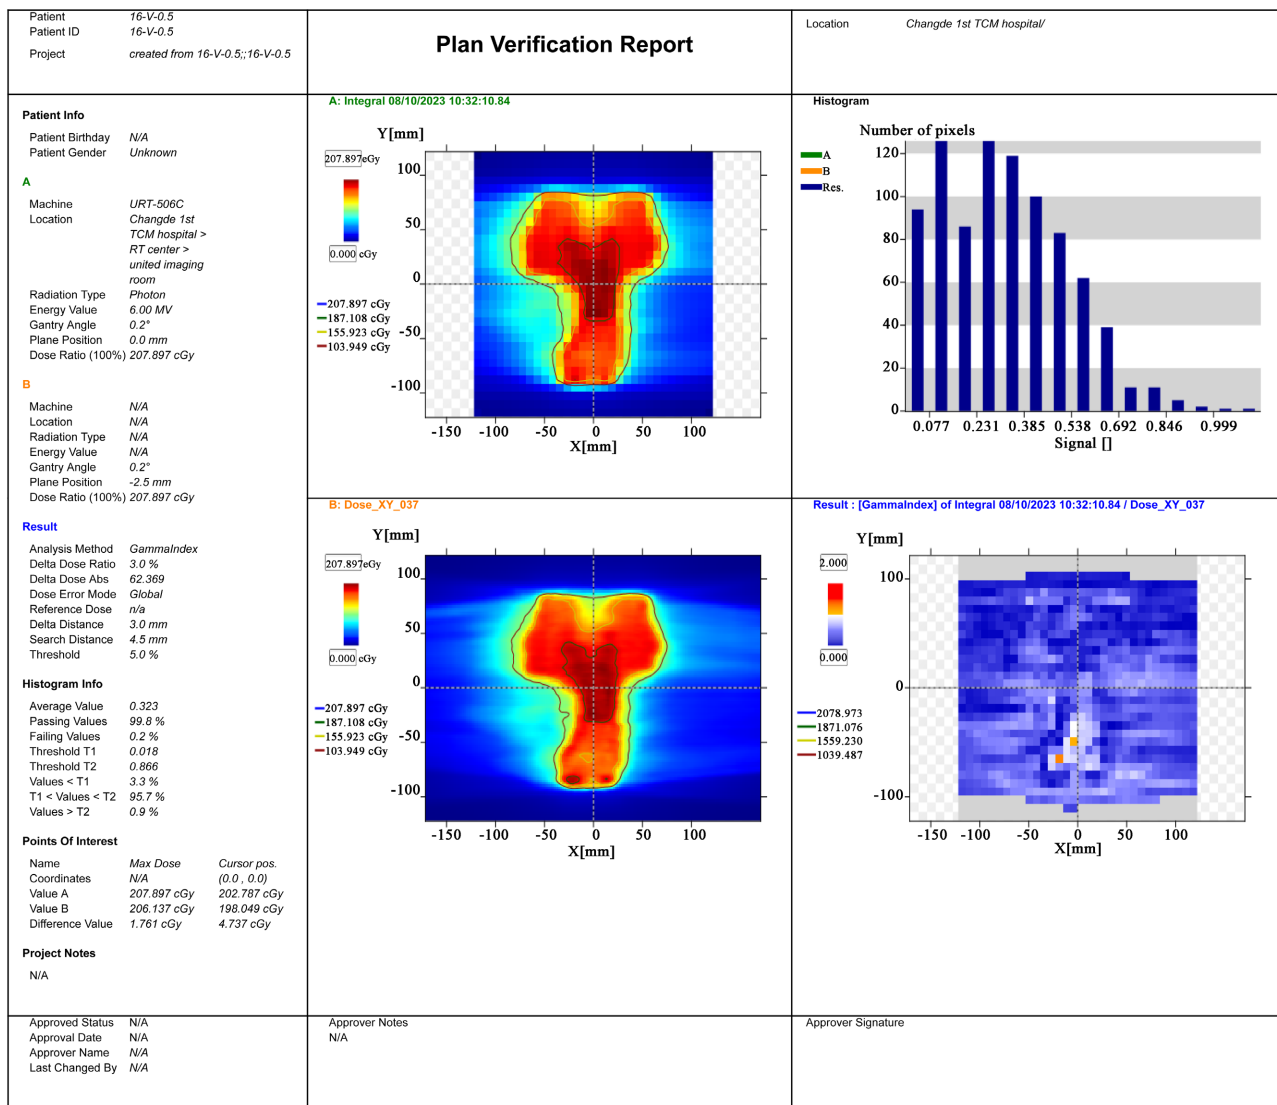 Patient 16-V-0.5
Patient ID 16-V-0.5
Project created from 16-V-0.5;;16-V-0.5
Plan Verification Report
Location Changde 1st TCM hospital/
Patient Info
Patient Birthday N/A
Patient Gender Unknown
A
Machine URT-506C
Location Changde 1st
TCM hospital >
RT center >
united imaging
room
Radiation Type Photon
Energy Value 6.00 MV
Gantry Angle 0.2°
Plane Position 0.0 mm
Dose Ratio (100%) 207.897 cGy
B
Machine N/A
Location N/A
Radiation Type N/A
Energy Value N/A
Gantry Angle 0.2°
Plane Position -2.5 mm
Dose Ratio (100%) 207.897 cGy
Result
Analysis Method GammaIndex
Delta Dose Ratio 3.0 %
Delta Dose Abs 62.369
Dose Error Mode Global
Reference Dose n/a
Delta Distance 3.0 mm
Search Distance 4.5 mm
Threshold 5.0 %
Histogram Info
Average Value 0.323
Passing Values 99.8 %
Failing Values 0.2 %
Threshold T1 0.018
Threshold T2 0.866
Values < T1 3.3 %
T1 < Values < T2 95.7 %
Values > T2 0.9 %
Points Of Interest
Name Max Dose Cursor pos.
Coordinates N/A (0.0 , 0.0)
Value A 207.897 cGy 202.787 cGy
Value B 206.137 cGy 198.049 cGy
Difference Value 1.761 cGy 4.737 cGy
Project Notes
N/A
A: Integral 08/10/2023 10:32:10.84
Y[mm]
207.897 cGy
0.000 cGy
207.897 cGy
187.108 cGy
155.923 cGy
103.949 cGy
100
50
0
-50
-100
-150 -100 -50 0 50 100 150
X[mm]
Histogram
Number of pixels
A
B
Res.
120
100
80
60
40
20
0
0.077 0.231 0.385 0.538 0.692 0.846 0.999
Signal []
B: Dose_XY_037
Y[mm]
207.897 cGy
0.000 cGy
207.897 cGy
187.108 cGy
155.923 cGy
103.949 cGy
100
50
0
-50
-100
-150 -100 -50 0 50 100 150
X[mm]
Result : [GammaIndex] of Integral 08/10/2023 10:32:10.84 / Dose_XY_037
Y[mm]
2.000
0.000
2078.973
1871.076
1559.230
1039.487
100
0
-100
-150 -100 -50 0 50 100
X[mm]
Approved Status N/A
Approval Date N/A
Approver Name N/A
Last Changed By N/A
Approver Notes
N/A
Approver Signature